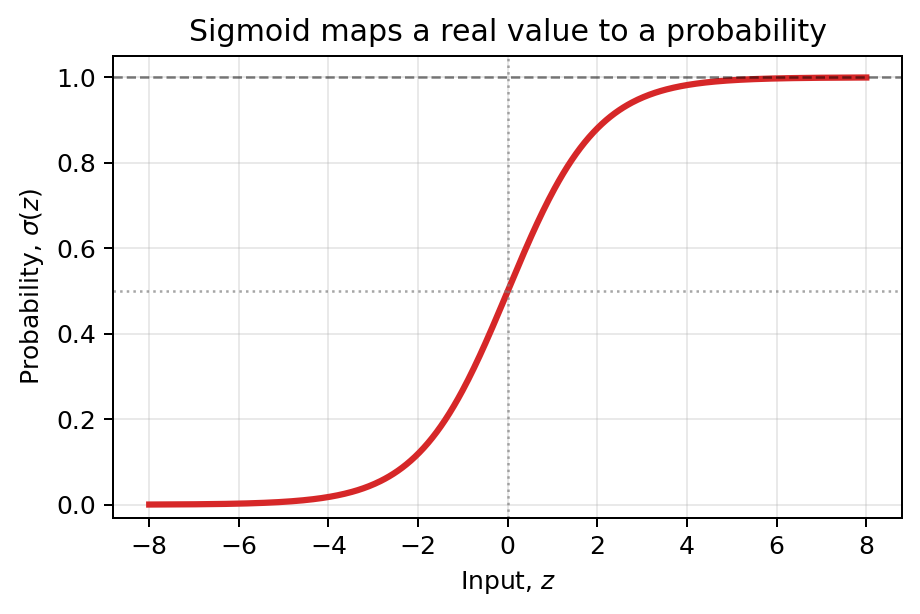 Sigmoid maps a real value to a probability
1.0
0.8
0.6
0.4
0.2
0.0
Probability, σ(z)
−8 −6 −4 −2 0 2 4 6 8
Input, z